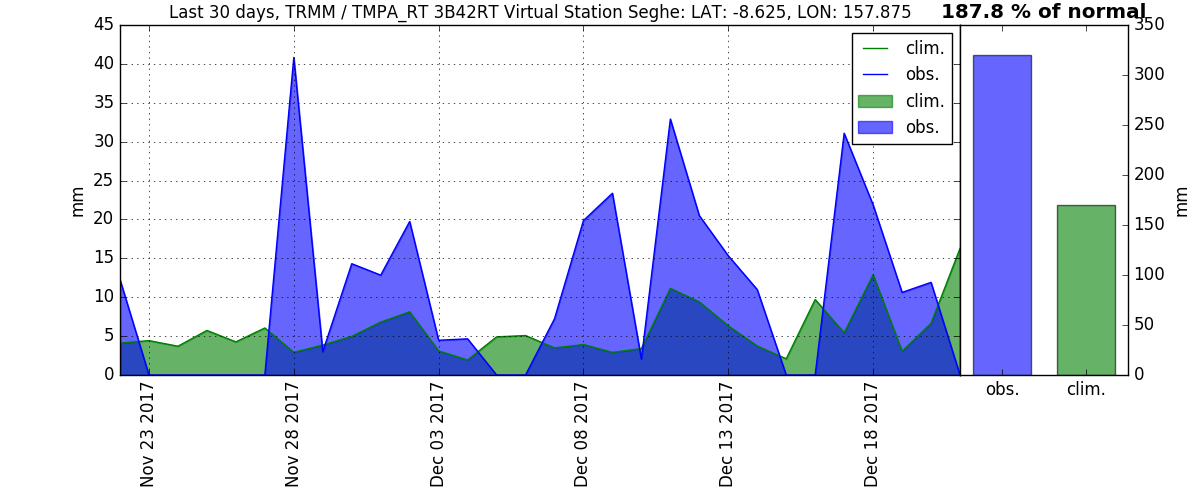 Last 30 days, TRMM / TMPA_RT 3B42RT Virtual Station Seghe: LAT: -8.625, LON: 157.875
187.8 % of normal
45
40
35
30
25
20
15
10
5
0
mm
clim.
obs.
clim.
obs.
Nov 23 2017
Nov 28 2017
Dec 03 2017
Dec 08 2017
Dec 13 2017
Dec 18 2017
350
300
250
200
150
100
50
0
mm
obs.
clim.